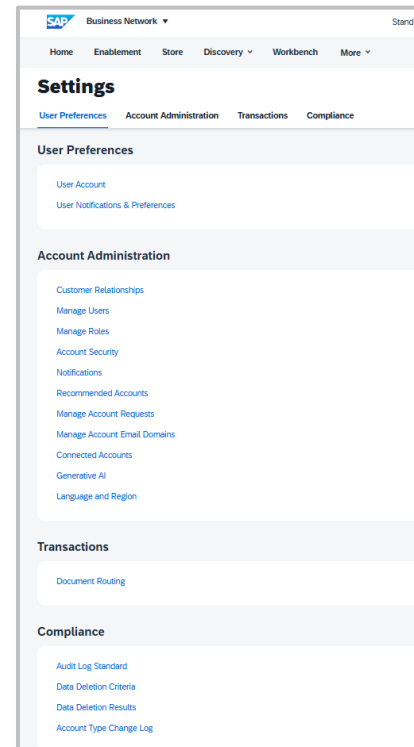 SAP Business Network ▼ Stand
Home Enablement Store Discovery Workbench More
Settings
User Preferences Account Administration Transactions Compliance
User Preferences
User Account
User Notifications & Preferences
Account Administration
Customer Relationships
Manage Users
Manage Roles
Account Security
Notifications
Recommended Accounts
Manage Account Requests
Manage Account Email Domains
Connected Accounts
Generative AI
Language and Region
Transactions
Document Routing
Compliance
Audit Log Standard
Data Deletion Criteria
Data Deletion Results
Account Type Change Log